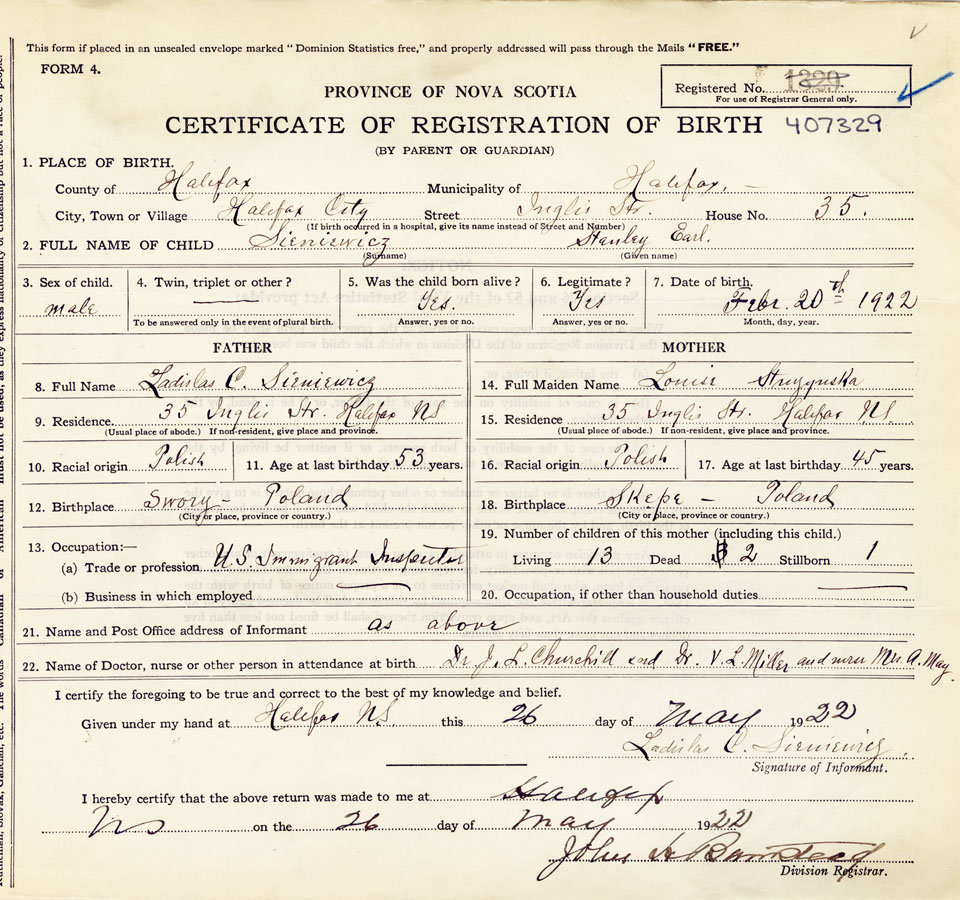 This form if placed in an unsealed envelope marked "Dominion Statistics free," and properly addressed will pass through the Mails "FREE."
FORM 4.
Registered No. 1329
For use of Registrar General only.
PROVINCE OF NOVA SCOTIA
CERTIFICATE OF REGISTRATION OF BIRTH 407329
(BY PARENT OR GUARDIAN)
1. PLACE OF BIRTH.
County of Halifax Municipality of Halifax. —
City, Town or Village Halifax City Street Inglis Str. House No. 35.
(If birth occurred in a hospital, give its name instead of Street and Number)
2. FULL NAME OF CHILD Sieniewicz Stanley Earl.
(Surname) (Given name)
3. Sex of child. 4. Twin, triplet or other? 5. Was the child born alive? 6. Legitimate? 7. Date of birth.
male — Yes. Yes. Febr. 20th 1922
To be answered only in the event of plural birth. Answer, yes or no. Answer, yes or no. Month, day, year.
FATHER MOTHER
8. Full Name Ladislas C. Sieniewicz 14. Full Maiden Name Louise Struzynska
9. Residence. 35 Inglis Str. Halifax NS 15. Residence 35 Inglis Str. Halifax N.S.
(Usual place of abode.) If non-resident, give place and province. (Usual place of abode.) If non-resident, give place and province.
10. Racial origin Polish 11. Age at last birthday 53 years. 16. Racial origin Polish 17. Age at last birthday 45 years.
12. Birthplace Swory - Poland 18. Birthplace Skepe — Poland
(City or place, province or country.) (City or place, province or country.)
19. Number of children of this mother (including this child.)
13. Occupation:—
(a) Trade or profession U.S. Immigrant Inspector Living 13 Dead 2 Stillborn 1
(b) Business in which employed — 20. Occupation, if other than household duties —
21. Name and Post Office address of Informant as above
22. Name of Doctor, nurse or other person in attendance at birth Dr. J. L. Churchill and Dr. V. L. Miller and nurse Mrs. A. May.
I certify the foregoing to be true and correct to the best of my knowledge and belief.
Given under my hand at Halifax N.S. this 26 day of May 1922
Ladislas C. Sieniewicz.
Signature of Informant.
I hereby certify that the above return was made to me at Halifax
NS on the 26 day of May 1922
John
Division Registrar.